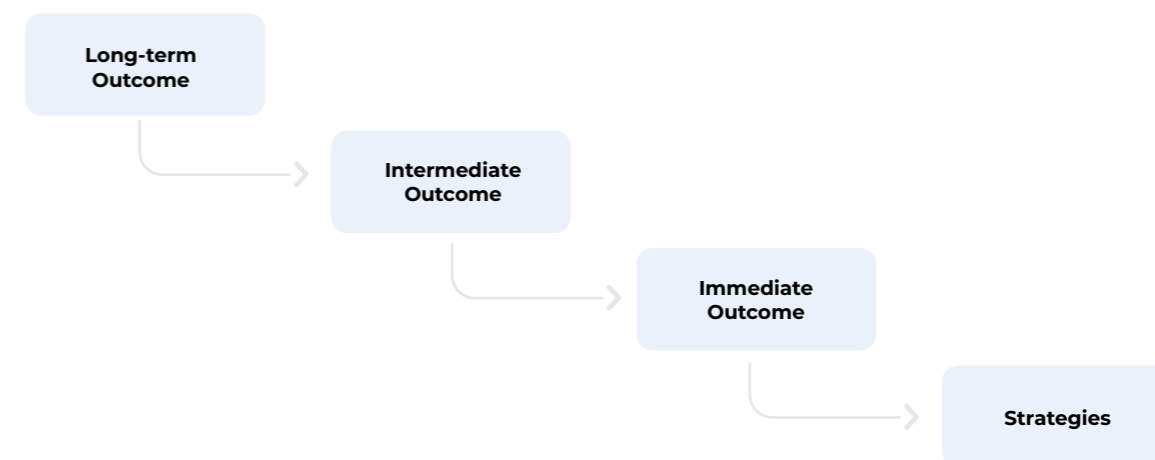 Long-term
Outcome
Intermediate
Outcome
Immediate
Outcome
Strategies